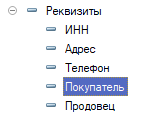 Реквизиты
ИНН
Адрес
Телефон
Покупатель
Продовец